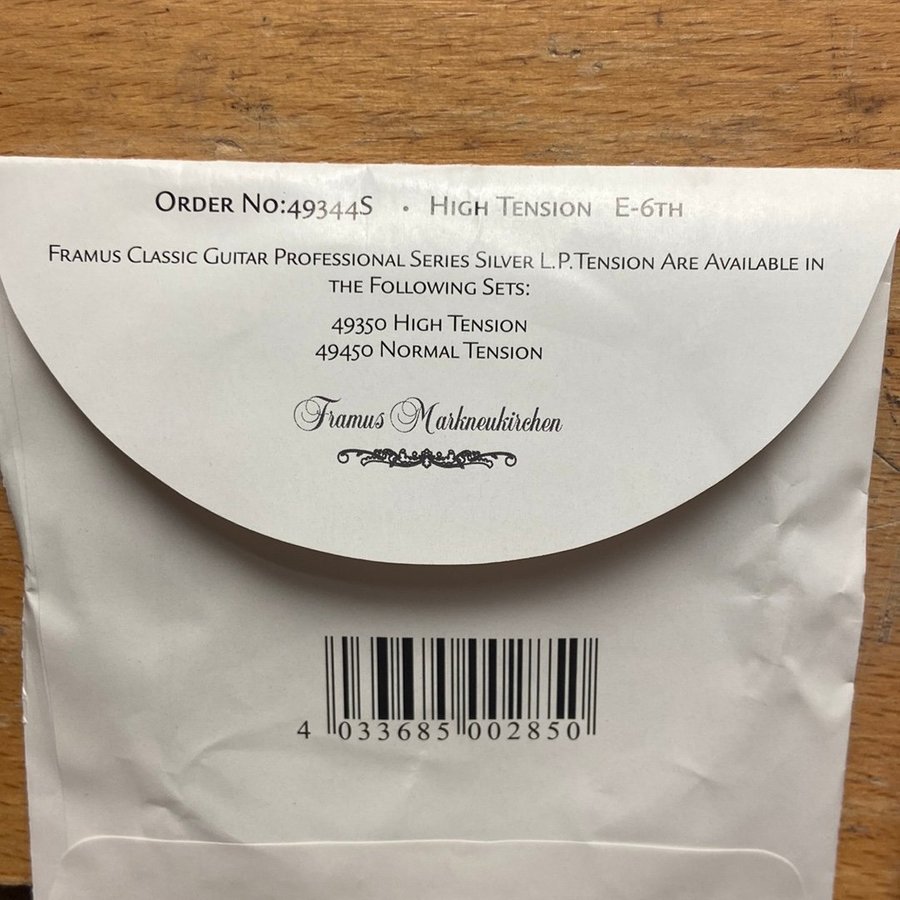 Order No:49344S • High Tension E-6th
Framus Classic Guitar Professional Series Silver L.P.Tension Are Available in
the Following Sets:
49350 High Tension
49450 Normal Tension
Framus Markneukirchen
4 033685 002850